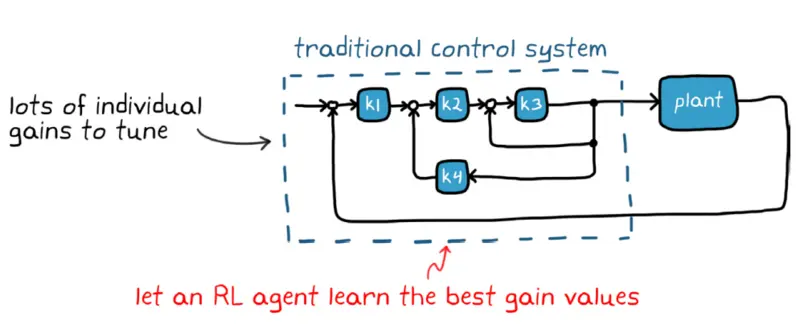 traditional control system
lots of individual
gains to tune
k1
k2
k3
plant
k4
let an RL agent learn the best gain values